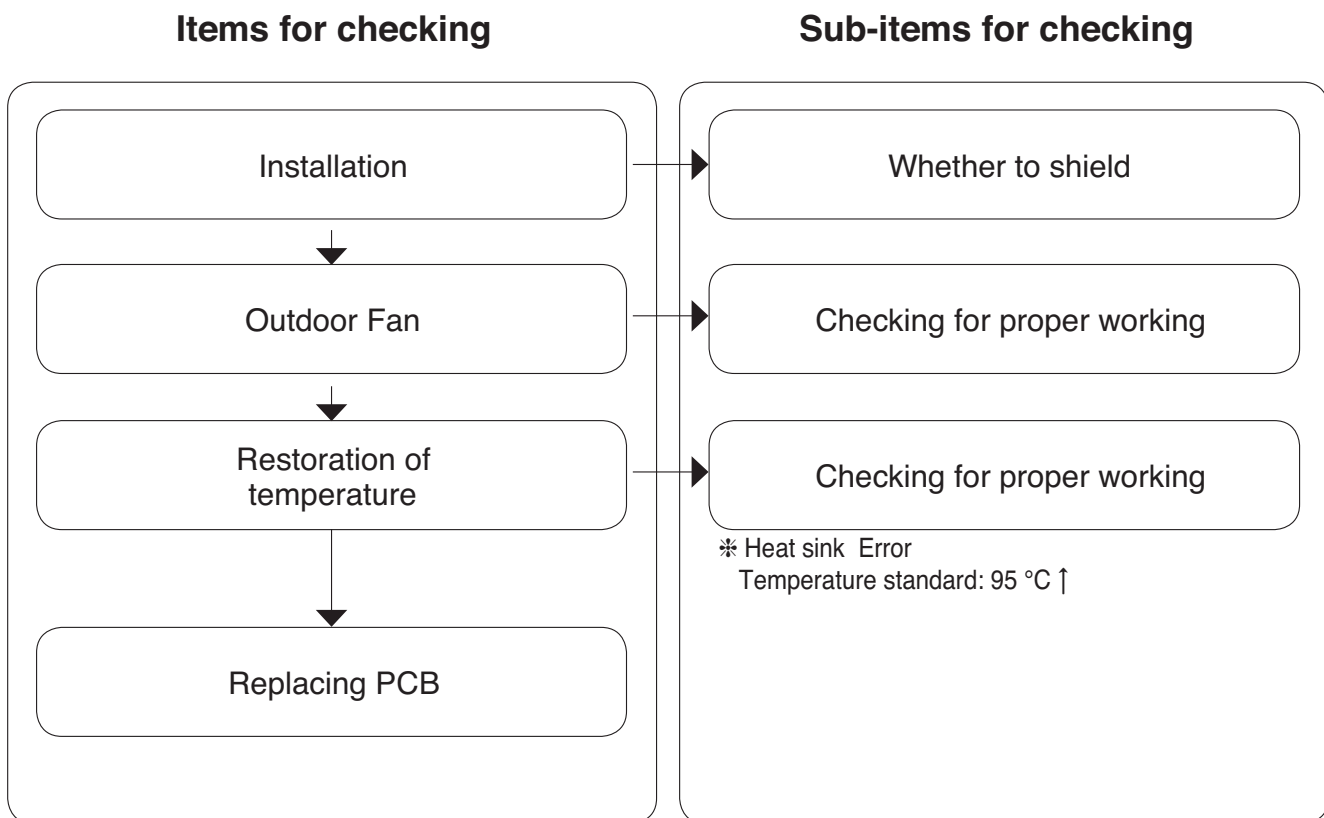 Items for checking
Sub-items for checking
Installation
Whether to shield
Outdoor Fan
Checking for proper working
Restoration of
temperature
Checking for proper working
❈ Heat sink Error
Temperature standard: 95 °C ↑
Replacing PCB